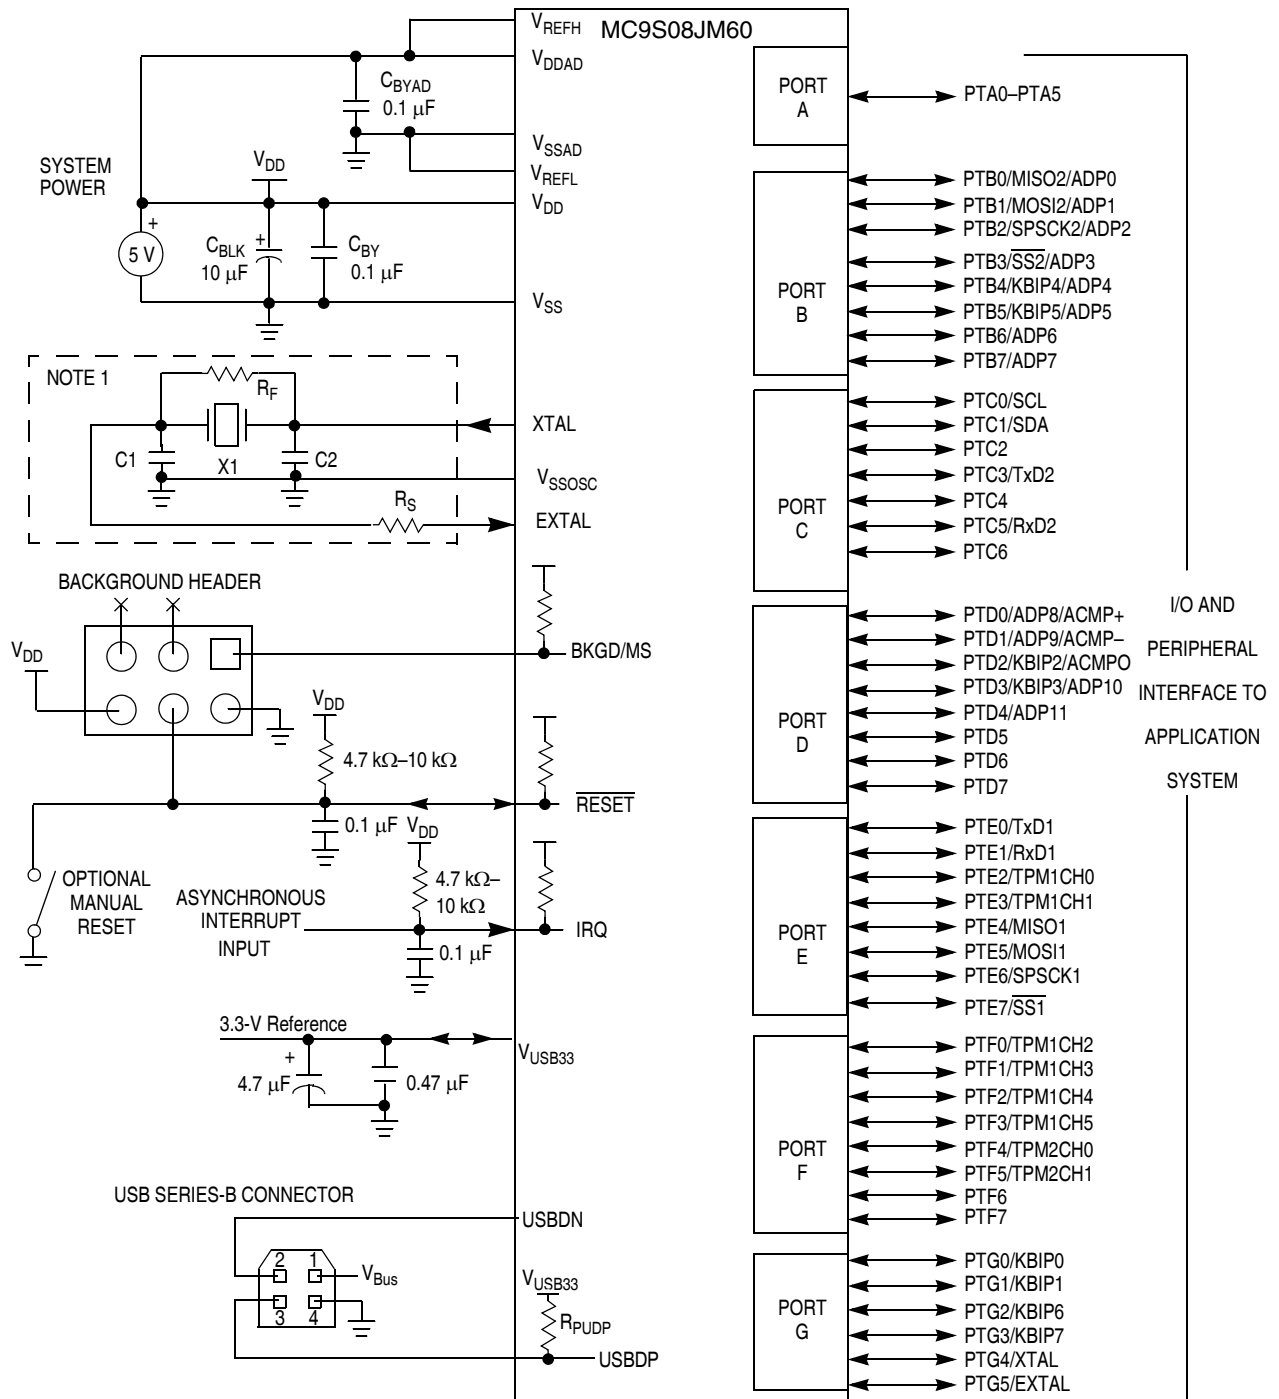 MC9S08JM60
VREFH
VDDAD
CBYAD
0.1 µF
VSSAD
VREFL
SYSTEM
POWER
VDD
VDD
+
5 V
CBLK
+
10 µF
CBY
0.1 µF
VSS
NOTE 1
RF
C1
X1
C2
XTAL
VSSOSC
RS
EXTAL
BACKGROUND HEADER
VDD
BKGD/MS
VDD
4.7 kΩ–10 kΩ
RESET
0.1 µF
OPTIONAL
MANUAL
RESET
VDD
4.7 kΩ–
10 kΩ
ASYNCHRONOUS
INTERRUPT
INPUT
IRQ
0.1 µF
3.3-V Reference
+
4.7 µF
0.47 µF
VUSB33
USB SERIES-B CONNECTOR
USBDN
2
1
VBus
3
4
VUSB33
RPUDP
USBDP
PORT
A
PTA0–PTA5
PORT
B
PTB0/MISO2/ADP0
PTB1/MOSI2/ADP1
PTB2/SPSCK2/ADP2
PTB3/SS2/ADP3
PTB4/KBIP4/ADP4
PTB5/KBIP5/ADP5
PTB6/ADP6
PTB7/ADP7
PORT
C
PTC0/SCL
PTC1/SDA
PTC2
PTC3/TxD2
PTC4
PTC5/RxD2
PTC6
PORT
D
PTD0/ADP8/ACMP+
PTD1/ADP9/ACMP–
PTD2/KBIP2/ACMPO
PTD3/KBIP3/ADP10
PTD4/ADP11
PTD5
PTD6
PTD7
PORT
E
PTE0/TxD1
PTE1/RxD1
PTE2/TPM1CH0
PTE3/TPM1CH1
PTE4/MISO1
PTE5/MOSI1
PTE6/SPSCK1
PTE7/SS1
PORT
F
PTF0/TPM1CH2
PTF1/TPM1CH3
PTF2/TPM1CH4
PTF3/TPM1CH5
PTF4/TPM2CH0
PTF5/TPM2CH1
PTF6
PTF7
PORT
G
PTG0/KBIP0
PTG1/KBIP1
PTG2/KBIP6
PTG3/KBIP7
PTG4/XTAL
PTG5/EXTAL
I/O AND
PERIPHERAL
INTERFACE TO
APPLICATION
SYSTEM